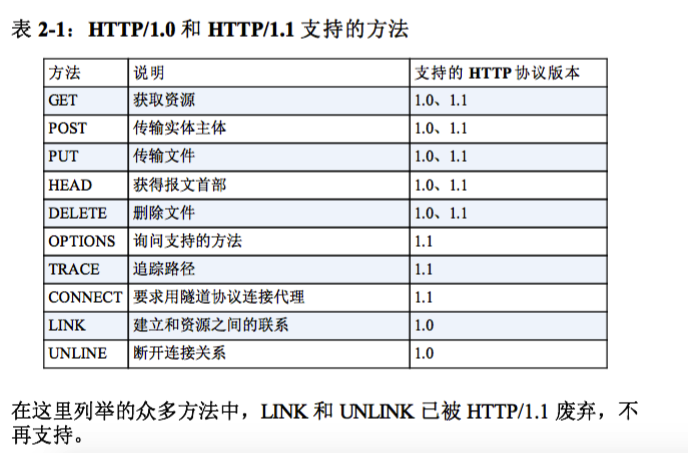 表 2-1：HTTP/1.0 和 HTTP/1.1 支持的方法
方法 说明 支持的 HTTP 协议版本
GET 获取资源 1.0、1.1
POST 传输实体主体 1.0、1.1
PUT 传输文件 1.0、1.1
HEAD 获得报文首部 1.0、1.1
DELETE 删除文件 1.0、1.1
OPTIONS 询问支持的方法 1.1
TRACE 追踪路径 1.1
CONNECT 要求用隧道协议连接代理 1.1
LINK 建立和资源之间的联系 1.0
UNLINE 断开连接关系 1.0
在这里列举的众多方法中，LINK 和 UNLINK 已被 HTTP/1.1 废弃，不
再支持。